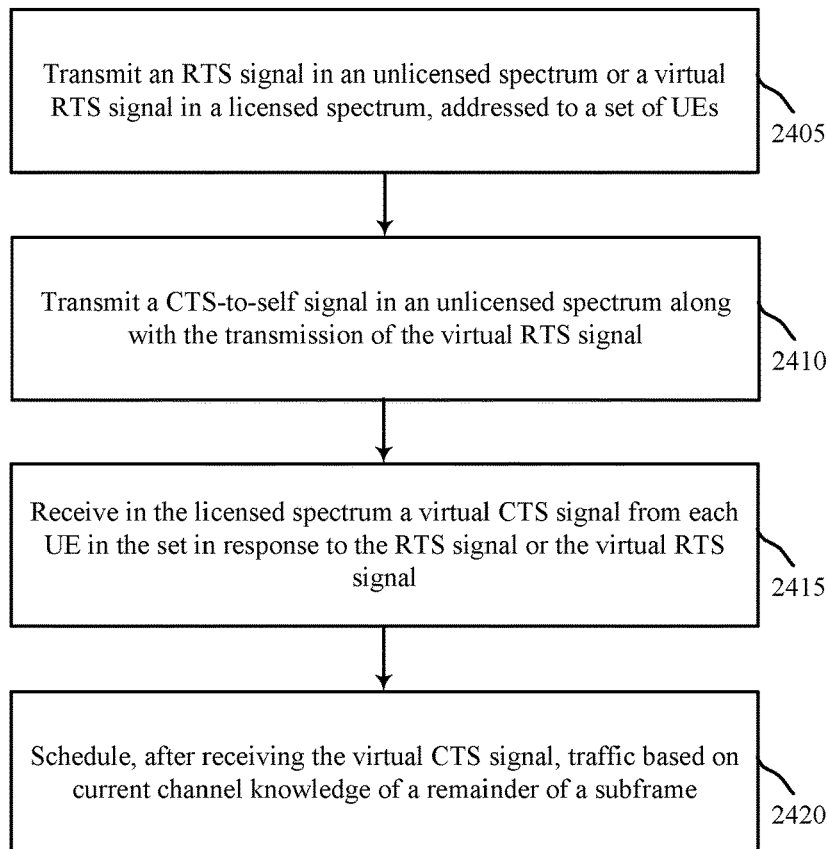 Transmit an RTS signal in an unlicensed spectrum or a virtual
RTS signal in a licensed spectrum, addressed to a set of UEs
2405
Transmit a CTS-to-self signal in an unlicensed spectrum along
with the transmission of the virtual RTS signal
2410
Receive in the licensed spectrum a virtual CTS signal from each
UE in the set in response to the RTS signal or the virtual RTS
signal
2415
Schedule, after receiving the virtual CTS signal, traffic based on
current channel knowledge of a remainder of a subframe
2420